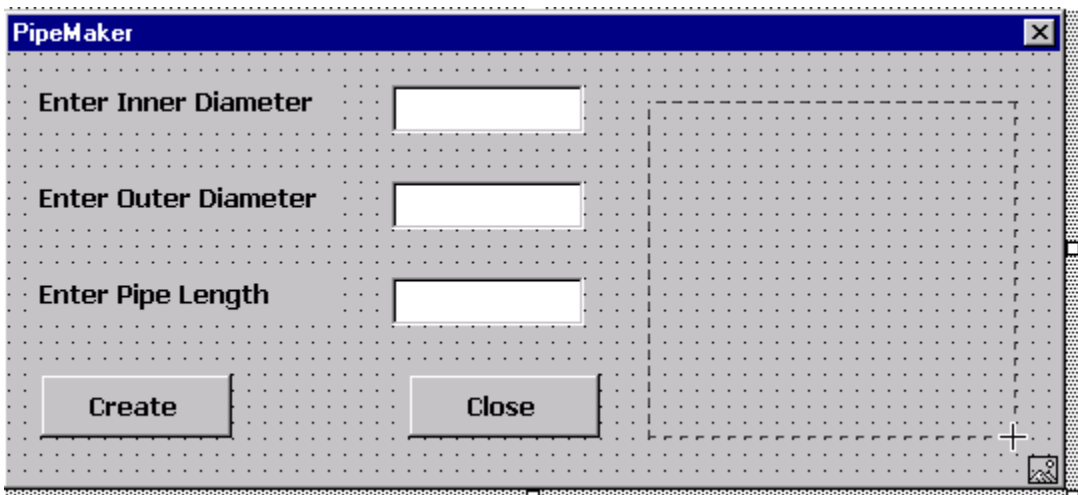 PipeMaker
Enter Inner Diameter
Enter Outer Diameter
Enter Pipe Length
Create
Close